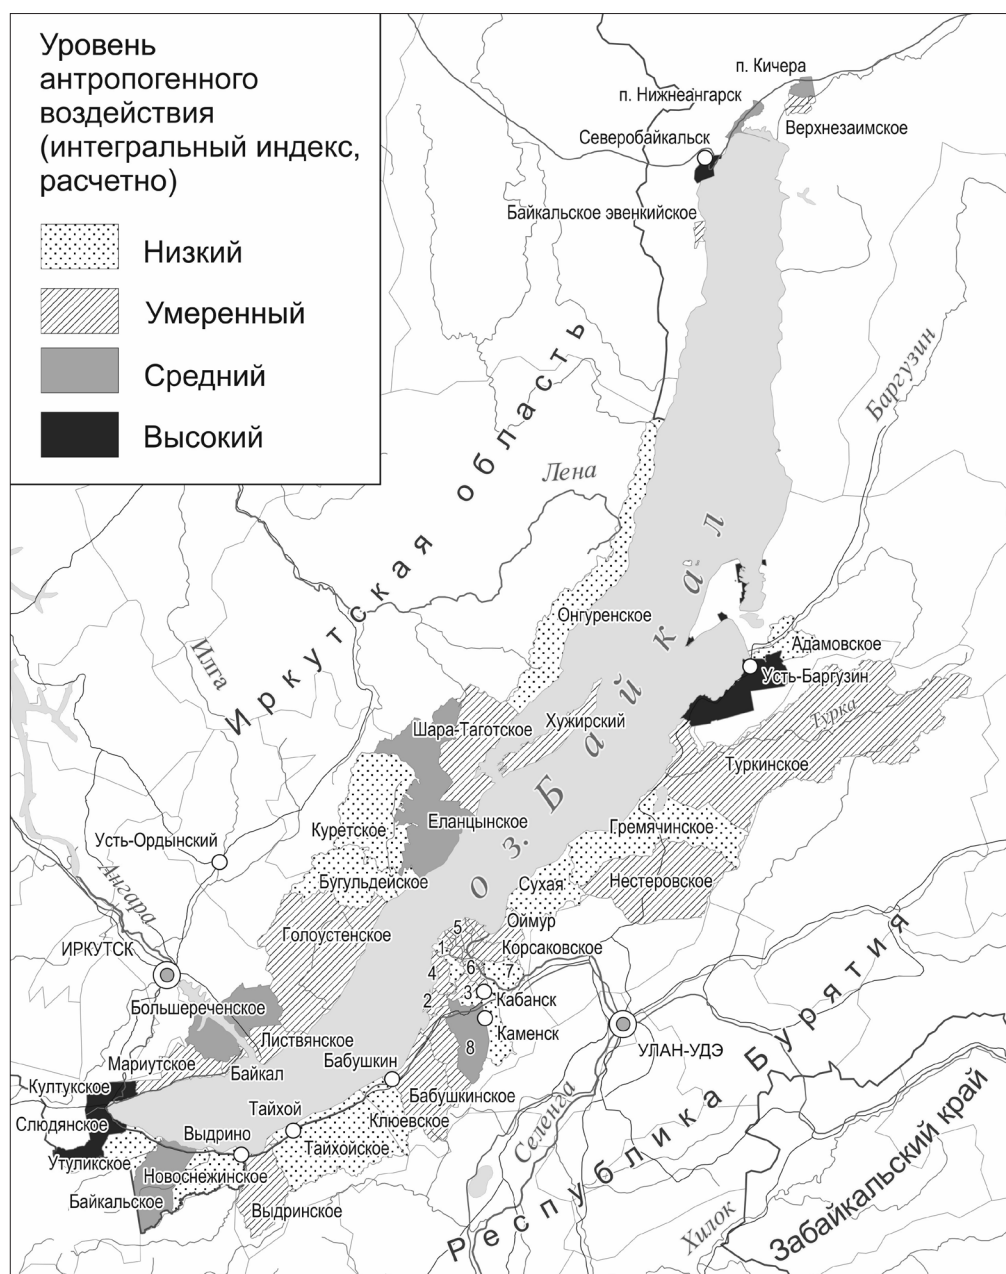 Уровень
антропогенного
воздействия
(интегральный индекс,
расчетно)
Низкий
Умеренный
Средний
Высокий
п. Кичера
п. Нижнеангарск
Верхнезаимское
Северобайкальск
Байкальское эвенкийское
Баргузин
Иркутская область
Лена
оз. Байкал
Онгуренское
Илга
Адамовское
Усть-Баргузин
Турка
Хужирский
Шара-Таготское
Туркинское
Еланцынское
Куретское
Гремячинское
Усть-Ордынский
Бугульдейское
Сухая
Нестеровское
Ангара
Оймур
5
Голоустенское
ИРКУТСК
1
Корсаковское
4
6
7
3
2
Кабанск
Большереченское
Каменск
Листвянское
8
УЛАН-УДЭ
Бабушкин
Мариутское
Байкал
Култукское
Бабушкинское
Тайхой
Слюдянское
Выдрино
Клюевское
Селенга
Тайхойское
Утуликское
Новоснежинское
Байкальское
Выдринское
Республика Бурятия
Хилок
Забайкальский край